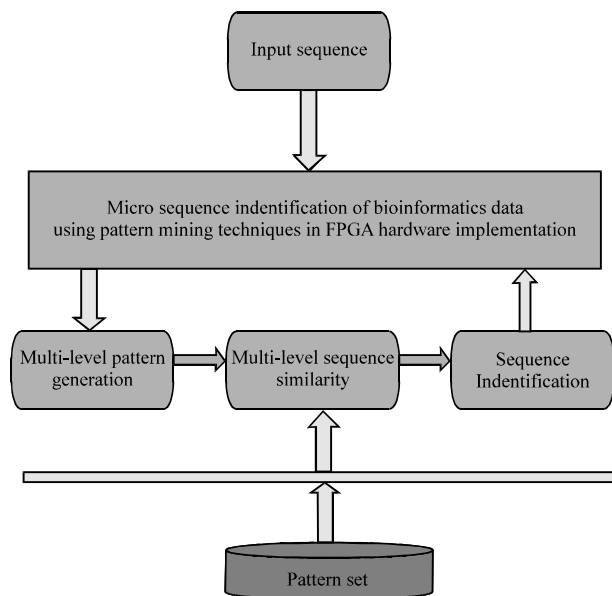 Input sequence
Micro sequence indentification of bioinformatics data
using pattern mining techniques in FPGA hardware implementation
Multi-level pattern
generation
Multi-level sequence
similarity
Sequence
Indentification
Pattern set